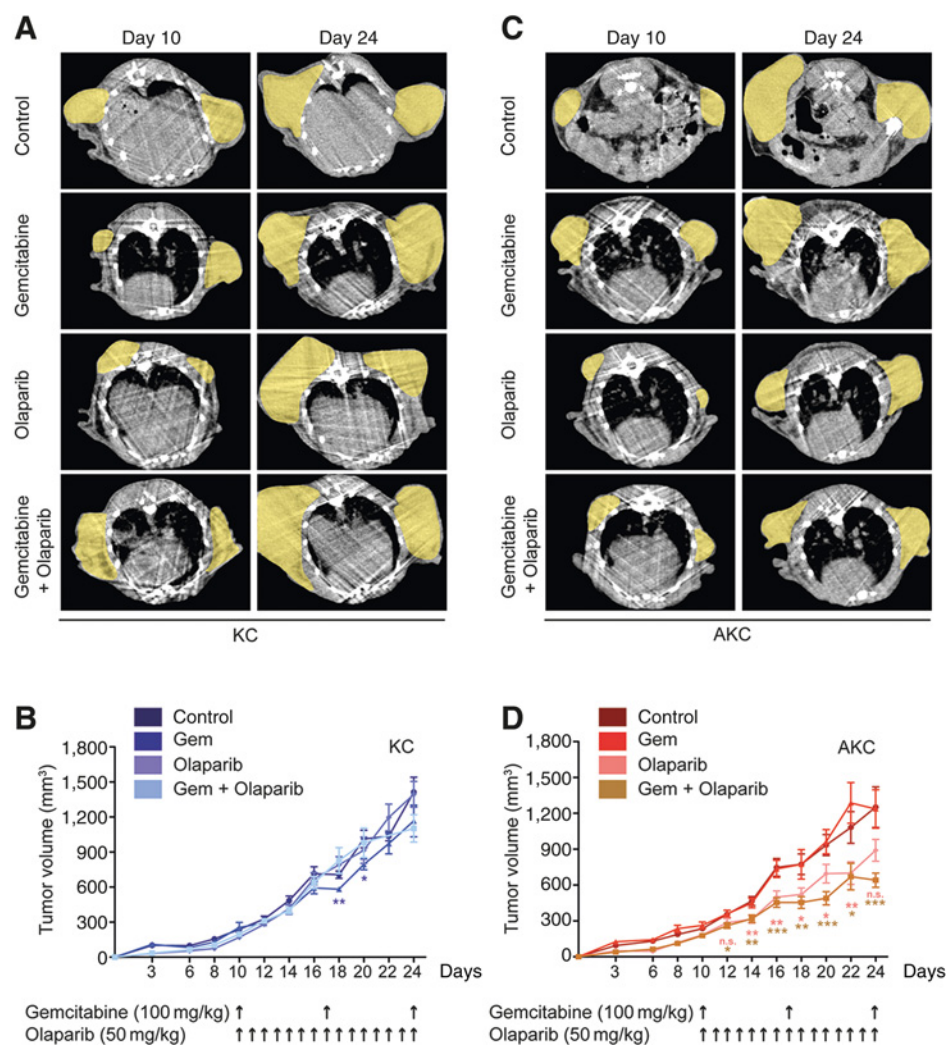 A
Day 10
Day 24
Control
Gemcitabine
Olaparib
Gemcitabine
+ Olaparib
KC
C
Day 10
Day 24
Control
Gemcitabine
Olaparib
Gemcitabine
+ Olaparib
AKC
B
Control
Gem
Olaparib
Gem + Olaparib
KC
Tumor volume (mm³)
1,800
1,500
1,200
900
600
300
0
**
*
3 6 8 10 12 14 16 18 20 22 24 Days
Gemcitabine (100 mg/kg) ↑ ↑ ↑
Olaparib (50 mg/kg) ↑↑↑↑↑↑↑↑↑↑↑↑↑↑↑
D
Control
Gem
Olaparib
Gem + Olaparib
AKC
Tumor volume (mm³)
1,800
1,500
1,200
900
600
300
0
n.s. ** ** * * ** n.s.
* ** *** ** *** * ***
3 6 8 10 12 14 16 18 20 22 24 Days
Gemcitabine (100 mg/kg) ↑ ↑ ↑
Olaparib (50 mg/kg) ↑↑↑↑↑↑↑↑↑↑↑↑↑↑↑